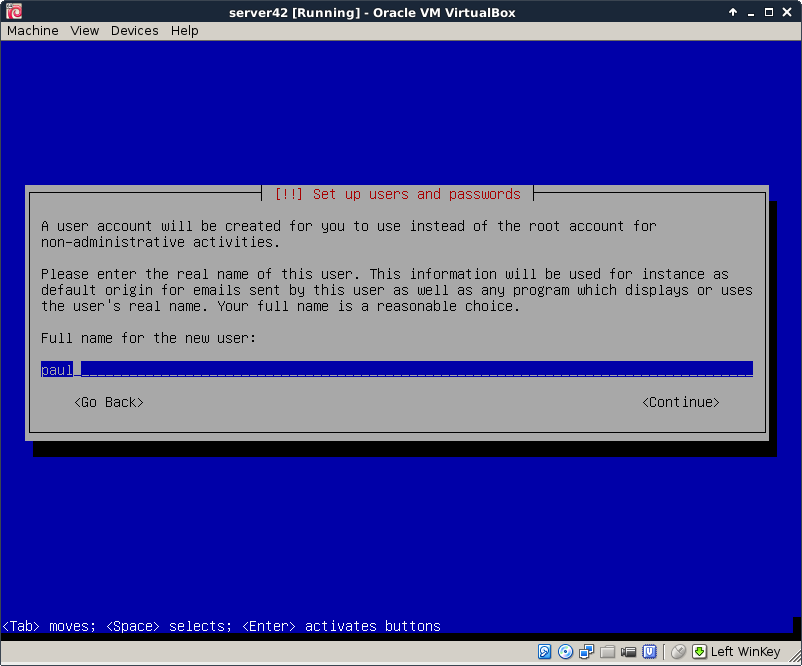 server42 [Running] - Oracle VM VirtualBox
Machine View Devices Help
[!!] Set up users and passwords
A user account will be created for you to use instead of the root account for
non-administrative activities.
Please enter the real name of this user. This information will be used for instance as
default origin for emails sent by this user as well as any program which displays or uses
the user's real name. Your full name is a reasonable choice.
Full name for the new user:
paul
<Go Back> <Continue>
<Tab> moves; <Space> selects; <Enter> activates buttons
Left WinKey